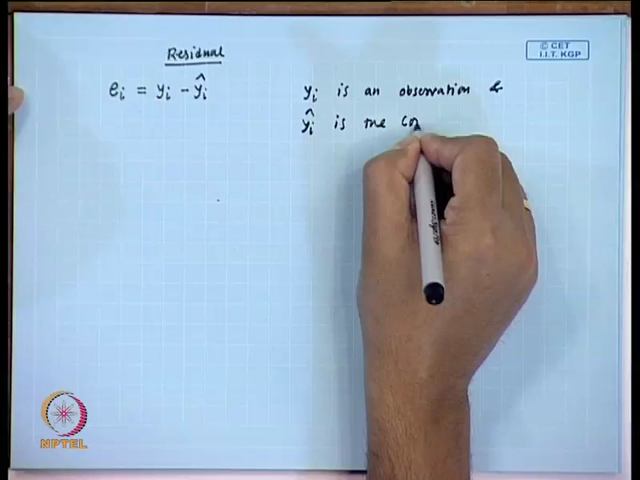 Residual
© CET
I.I.T. KGP
eᵢ = yᵢ - ŷᵢ
yᵢ is an observation &
ŷᵢ is the co
NPTEL